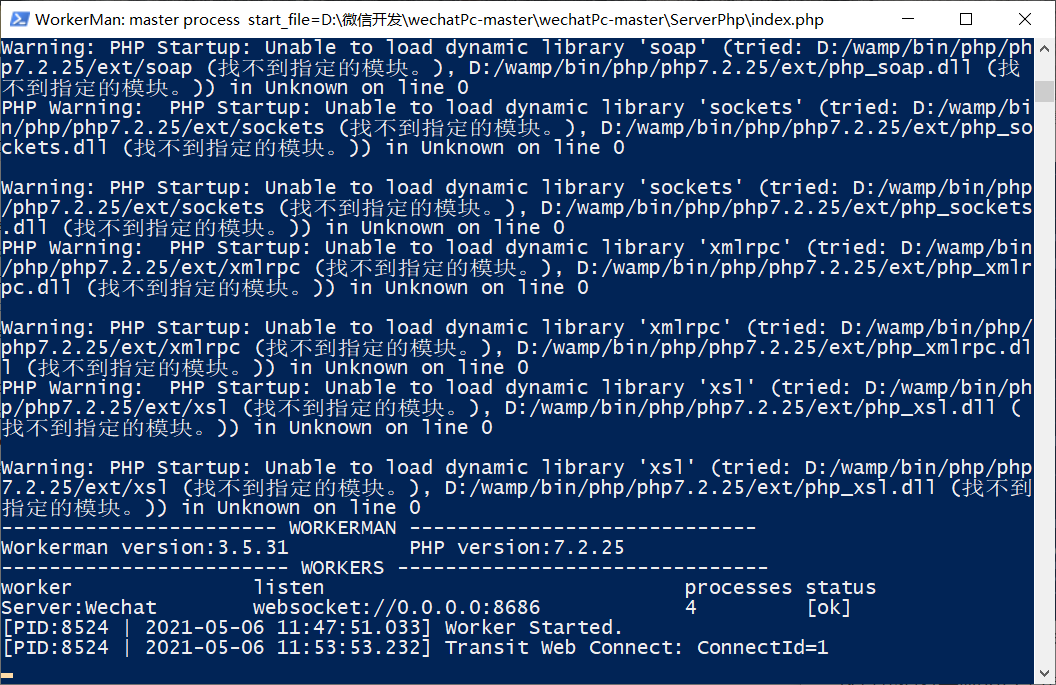 WorkerMan: master process  start_file=D:\微信开发\wechatPc-master\wechatPc-master\ServerPhp\index.php
Warning: PHP Startup: Unable to load dynamic library 'soap' (tried: D:/wamp/bin/php/ph
p7.2.25/ext/soap (找不到指定的模块。), D:/wamp/bin/php/php7.2.25/ext/php_soap.dll (找
不到指定的模块。)) in Unknown on line 0
PHP Warning:  PHP Startup: Unable to load dynamic library 'sockets' (tried: D:/wamp/bi
n/php/php7.2.25/ext/sockets (找不到指定的模块。), D:/wamp/bin/php/php7.2.25/ext/php_so
ckets.dll (找不到指定的模块。)) in Unknown on line 0
Warning: PHP Startup: Unable to load dynamic library 'sockets' (tried: D:/wamp/bin/php
/php7.2.25/ext/sockets (找不到指定的模块。), D:/wamp/bin/php/php7.2.25/ext/php_sockets
.dll (找不到指定的模块。)) in Unknown on line 0
PHP Warning:  PHP Startup: Unable to load dynamic library 'xmlrpc' (tried: D:/wamp/bin
/php/php7.2.25/ext/xmlrpc (找不到指定的模块。), D:/wamp/bin/php/php7.2.25/ext/php_xmlr
pc.dll (找不到指定的模块。)) in Unknown on line 0
Warning: PHP Startup: Unable to load dynamic library 'xmlrpc' (tried: D:/wamp/bin/php/
php7.2.25/ext/xmlrpc (找不到指定的模块。), D:/wamp/bin/php/php7.2.25/ext/php_xmlrpc.dl
l (找不到指定的模块。)) in Unknown on line 0
PHP Warning:  PHP Startup: Unable to load dynamic library 'xsl' (tried: D:/wamp/bin/ph
p/php7.2.25/ext/xsl (找不到指定的模块。), D:/wamp/bin/php/php7.2.25/ext/php_xsl.dll (
找不到指定的模块。)) in Unknown on line 0
Warning: PHP Startup: Unable to load dynamic library 'xsl' (tried: D:/wamp/bin/php/php
7.2.25/ext/xsl (找不到指定的模块。), D:/wamp/bin/php/php7.2.25/ext/php_xsl.dll (找不到
指定的模块。)) in Unknown on line 0
----------------------- WORKERMAN -----------------------------
Workerman version:3.5.31          PHP version:7.2.25
------------------------ WORKERS -------------------------------
worker               listen                              processes status
Server:Wechat        websocket://0.0.0.0:8686            4         [ok]
[PID:8524 | 2021-05-06 11:47:51.033] Worker Started.
[PID:8524 | 2021-05-06 11:53:53.232] Transit Web Connect: ConnectId=1